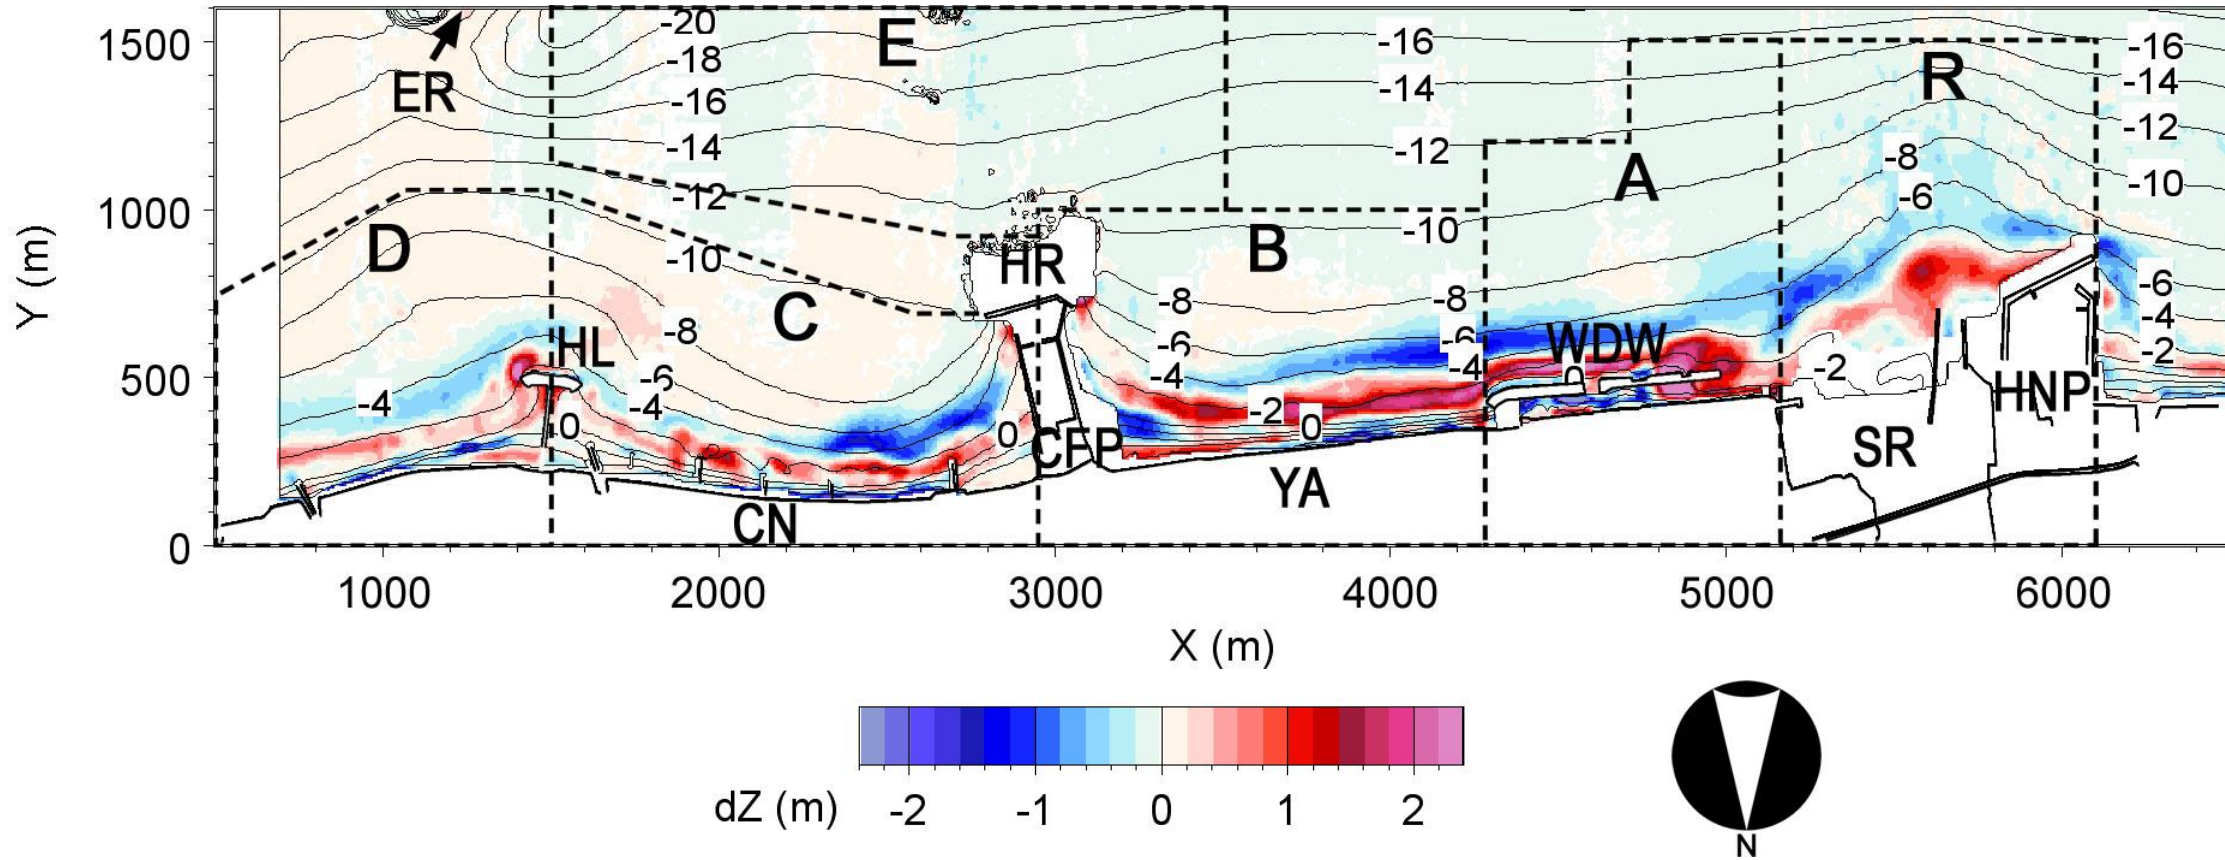 1500
1000
500
0
Y (m)
1000 2000 3000 4000 5000 6000
X (m)
-20
-18
-16
-14
-12
-10
-8
-6
-4
-4
0
0
-16
-14
-12
-10
-8
-6
-4
-8
-6
-4
-2
0
0
-8
-6
-2
-16
-14
-12
-10
-6
-4
-2
ER
E
R
A
D
B
C
HR
HL
WDW
HNP
CFP
SR
YA
CN
dZ (m)
-2 -1 0 1 2
N